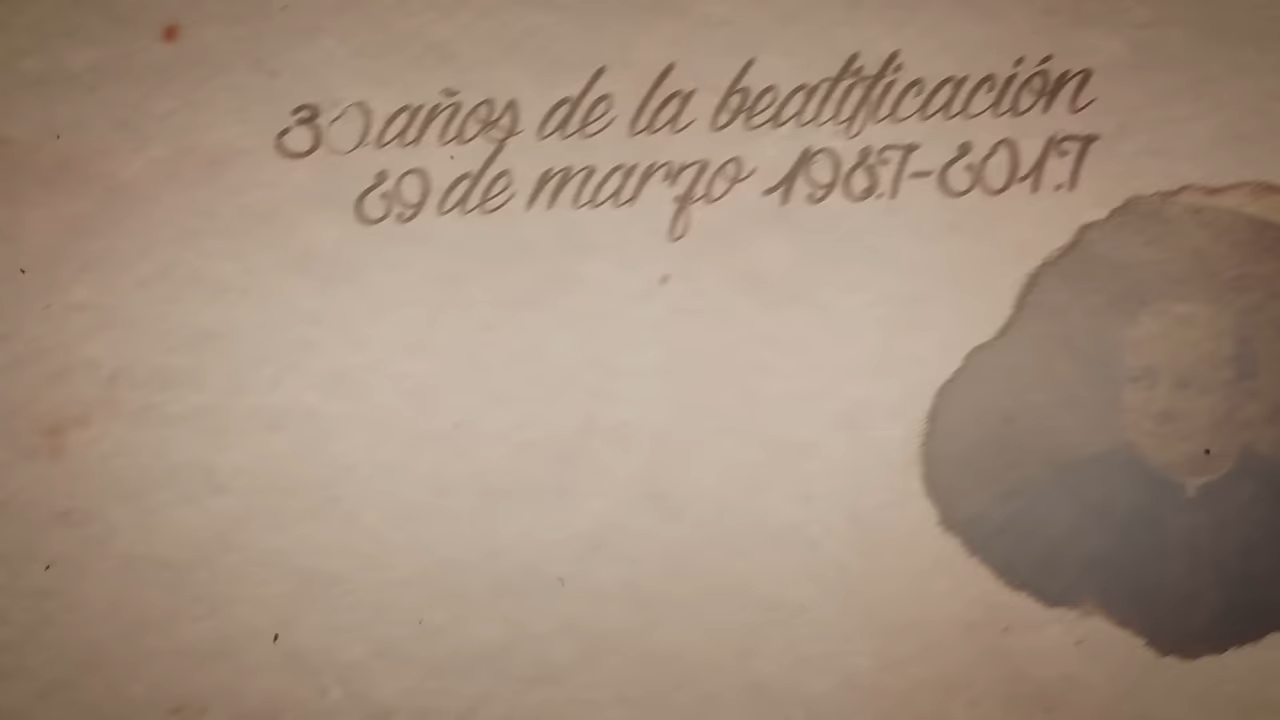 30 años de la beatificación
29 de marzo 1987-2017